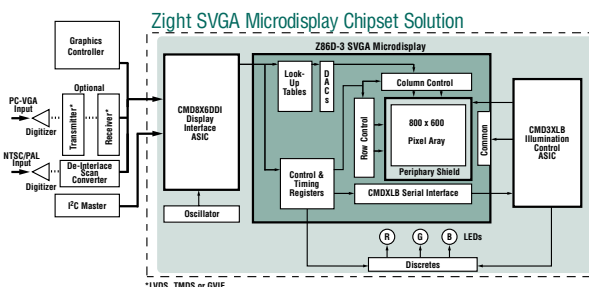 Zight SVGA Microdisplay Chipset Solution
Graphics
Controller
PC-VGA
Input
Digitizer
Optional
Transmitter*
Receiver*
NTSC/PAL
Input
Digitizer
De-Interlace
Scan
Converter
I²C Master
CMD8X6DDI
Display
Interface
ASIC
Oscillator
Z86D-3 SVGA Microdisplay
Look-
Up
Tables
DACs
Column Control
Row Control
800 x 600
Pixel Aray
Periphary Shield
Common
Control &
Timing
Registers
CMDXLB Serial Interface
CMD3XLB
Illumination
Control
ASIC
R
G
B
LEDs
Discretes
*LVDS, TMDS or GVIF